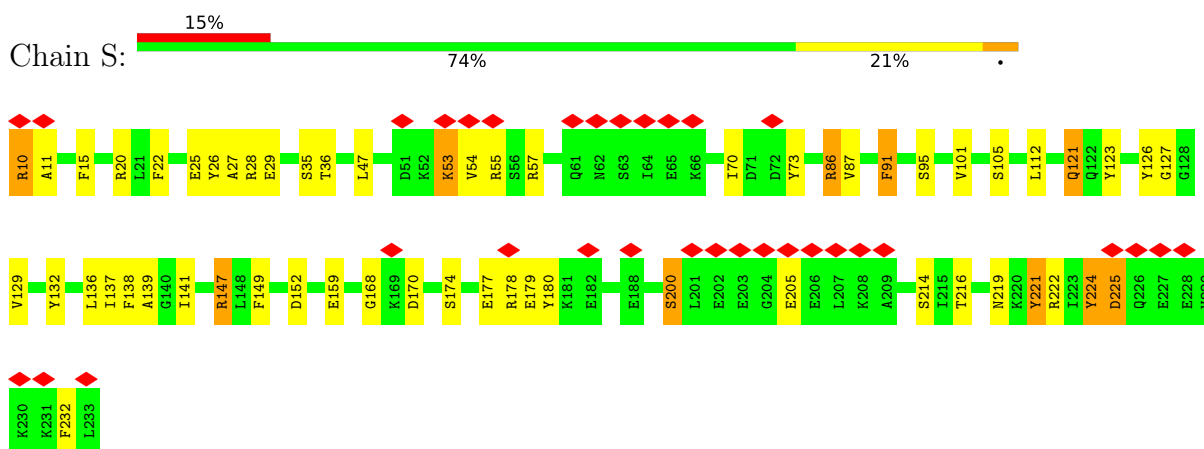 15%
Chain S:
74% 21% •
R10 A11 F15 R20 L21 F22 E25 Y26 A27 R28 E29 S35 T36 L47 D51 K52 K53 V54 R55 S56 R57 Q61 N62 S63 I64 E65 K66 I70 D71 D72 Y73 R86 V87 F91 S95 V101 S105 L112 Q121 Q122 Y123 Y126 G127 G128
V129 Y132 L136 I137 F138 A139 G140 I141 R147 L148 F149 D152 E159 G168 K169 D170 S174 E177 R178 E179 Y180 K181 E182 E188 S200 L201 E202 E203 G204 E205 E206 L207 K208 A209 S214 I215 T216 N219 K220 Y221 R222 I223 Y224 D225 Q226 E227 E228
K230 K231 F232 L233